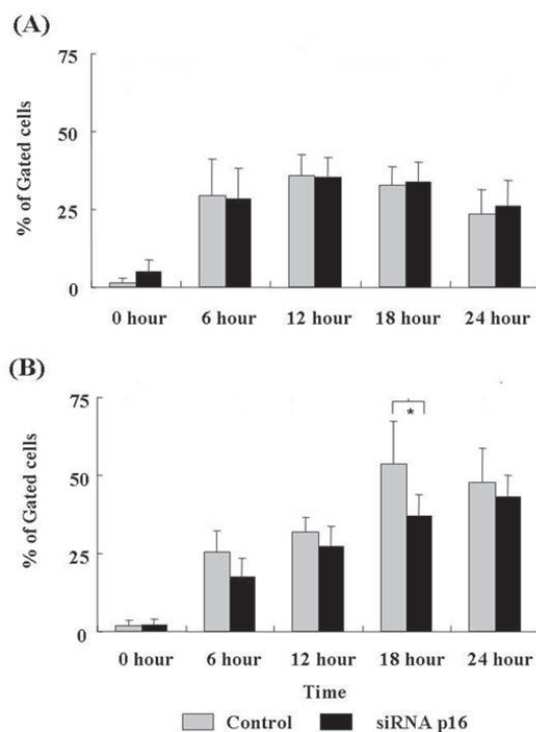 (A)
75
50
25
0
% of Gated cells
0 hour 6 hour 12 hour 18 hour 24 hour
(B)
75
50
25
0
% of Gated cells
*
0 hour 6 hour 12 hour 18 hour 24 hour
Time
Control siRNA p16